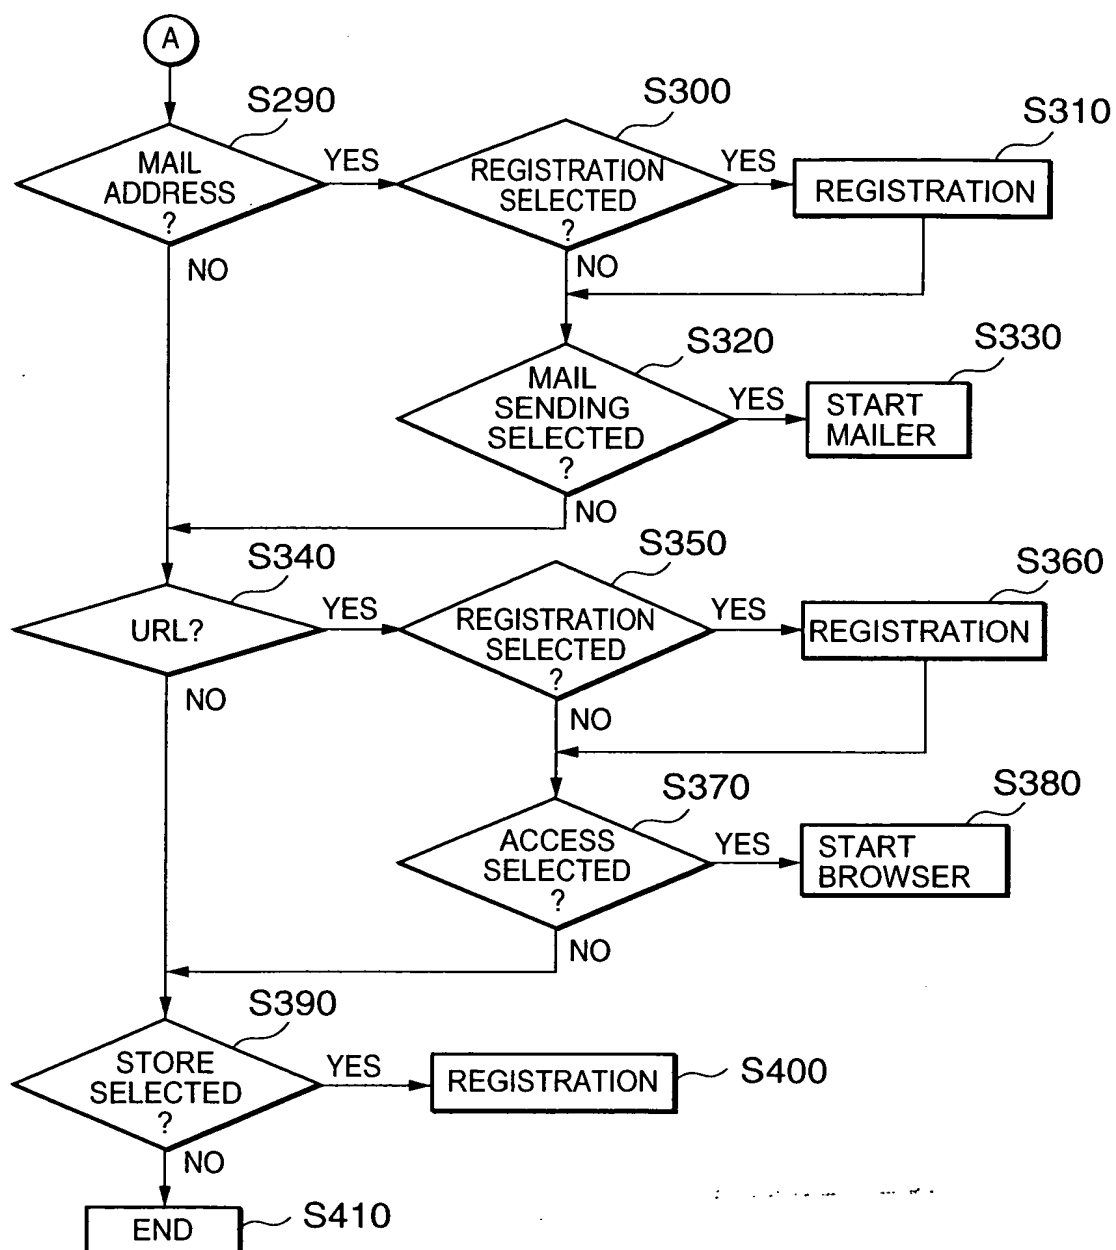 A
S290
MAIL
ADDRESS
?
YES
NO
S300
REGISTRATION
SELECTED
?
YES
NO
S310
REGISTRATION
S320
MAIL
SENDING
SELECTED
?
YES
NO
S330
START
MAILER
S340
URL?
YES
NO
S350
REGISTRATION
SELECTED
?
YES
NO
S360
REGISTRATION
S370
ACCESS
SELECTED
?
YES
NO
S380
START
BROWSER
S390
STORE
SELECTED
?
YES
NO
REGISTRATION
S400
END
S410